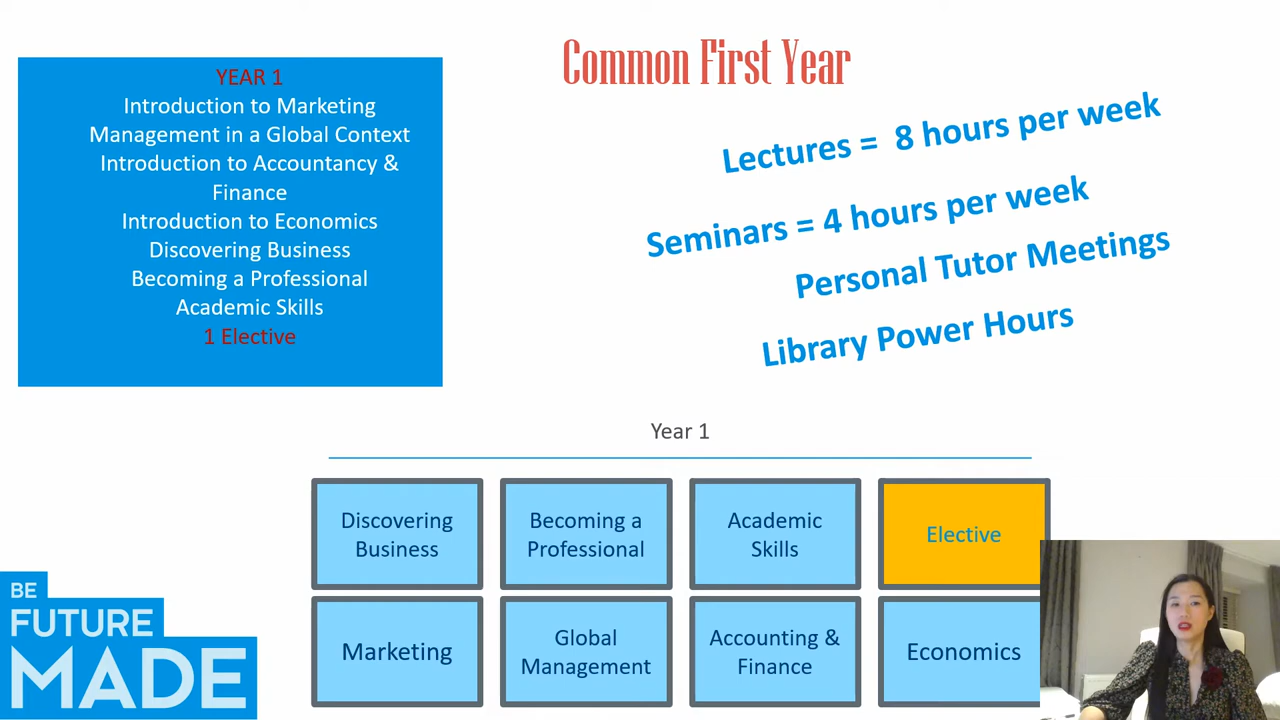 Common First Year
YEAR 1
Introduction to Marketing
Management in a Global Context
Introduction to Accountancy &
Finance
Introduction to Economics
Discovering Business
Becoming a Professional
Academic Skills
1 Elective
Lectures = 8 hours per week
Seminars = 4 hours per week
Personal Tutor Meetings
Library Power Hours
Year 1
Discovering
Business
Becoming a
Professional
Academic
Skills
Elective
Marketing
Global
Management
Accounting &
Finance
Economics
BE
FUTURE
MADE